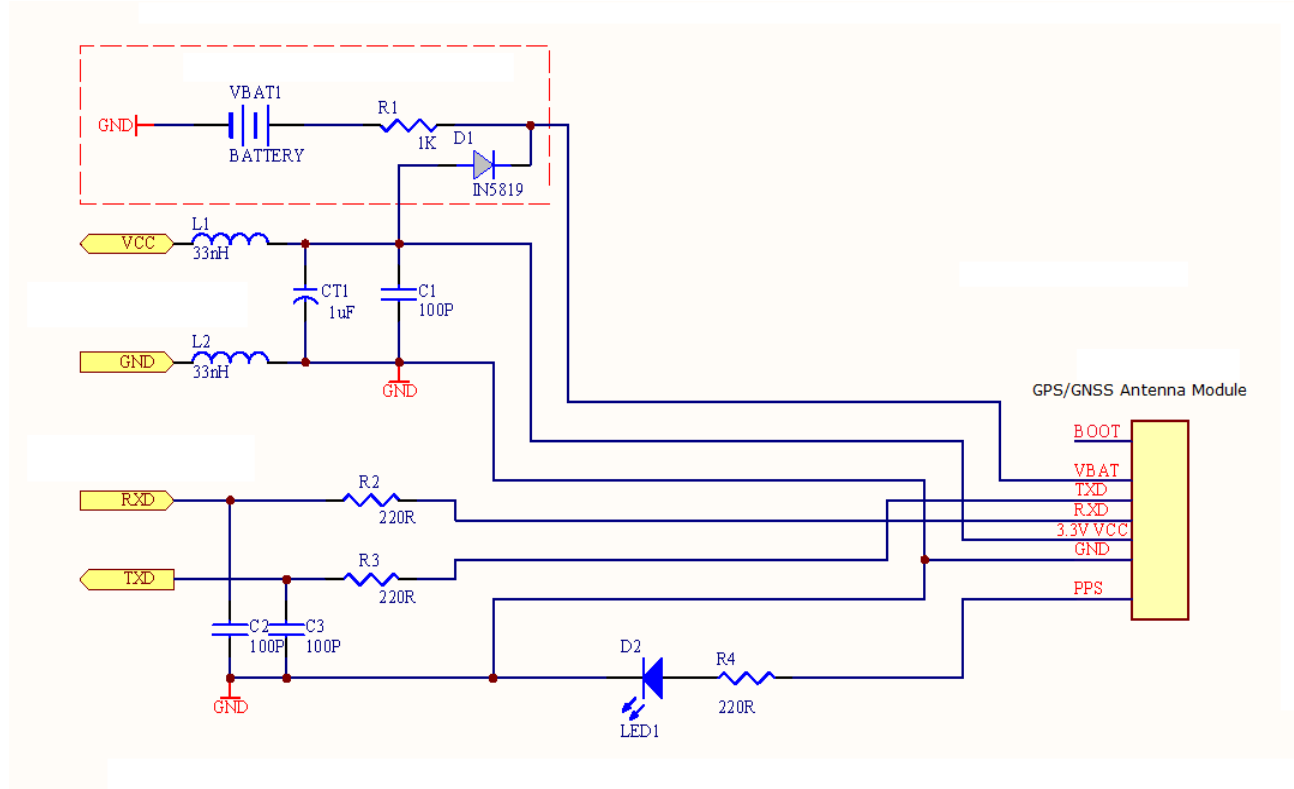 VBAT1
GND
BATTERY
R1
1K
D1
IN5819
VCC
L1
33nH
CT1
1uF
C1
100P
GND
L2
33nH
GND
GPS/GNSS Antenna Module
BOOT
VBAT
TXD
RXD
3.3V VCC
GND
PPS
RXD
R2
220R
TXD
R3
220R
C2
100P
C3
100P
GND
D2
LED1
R4
220R